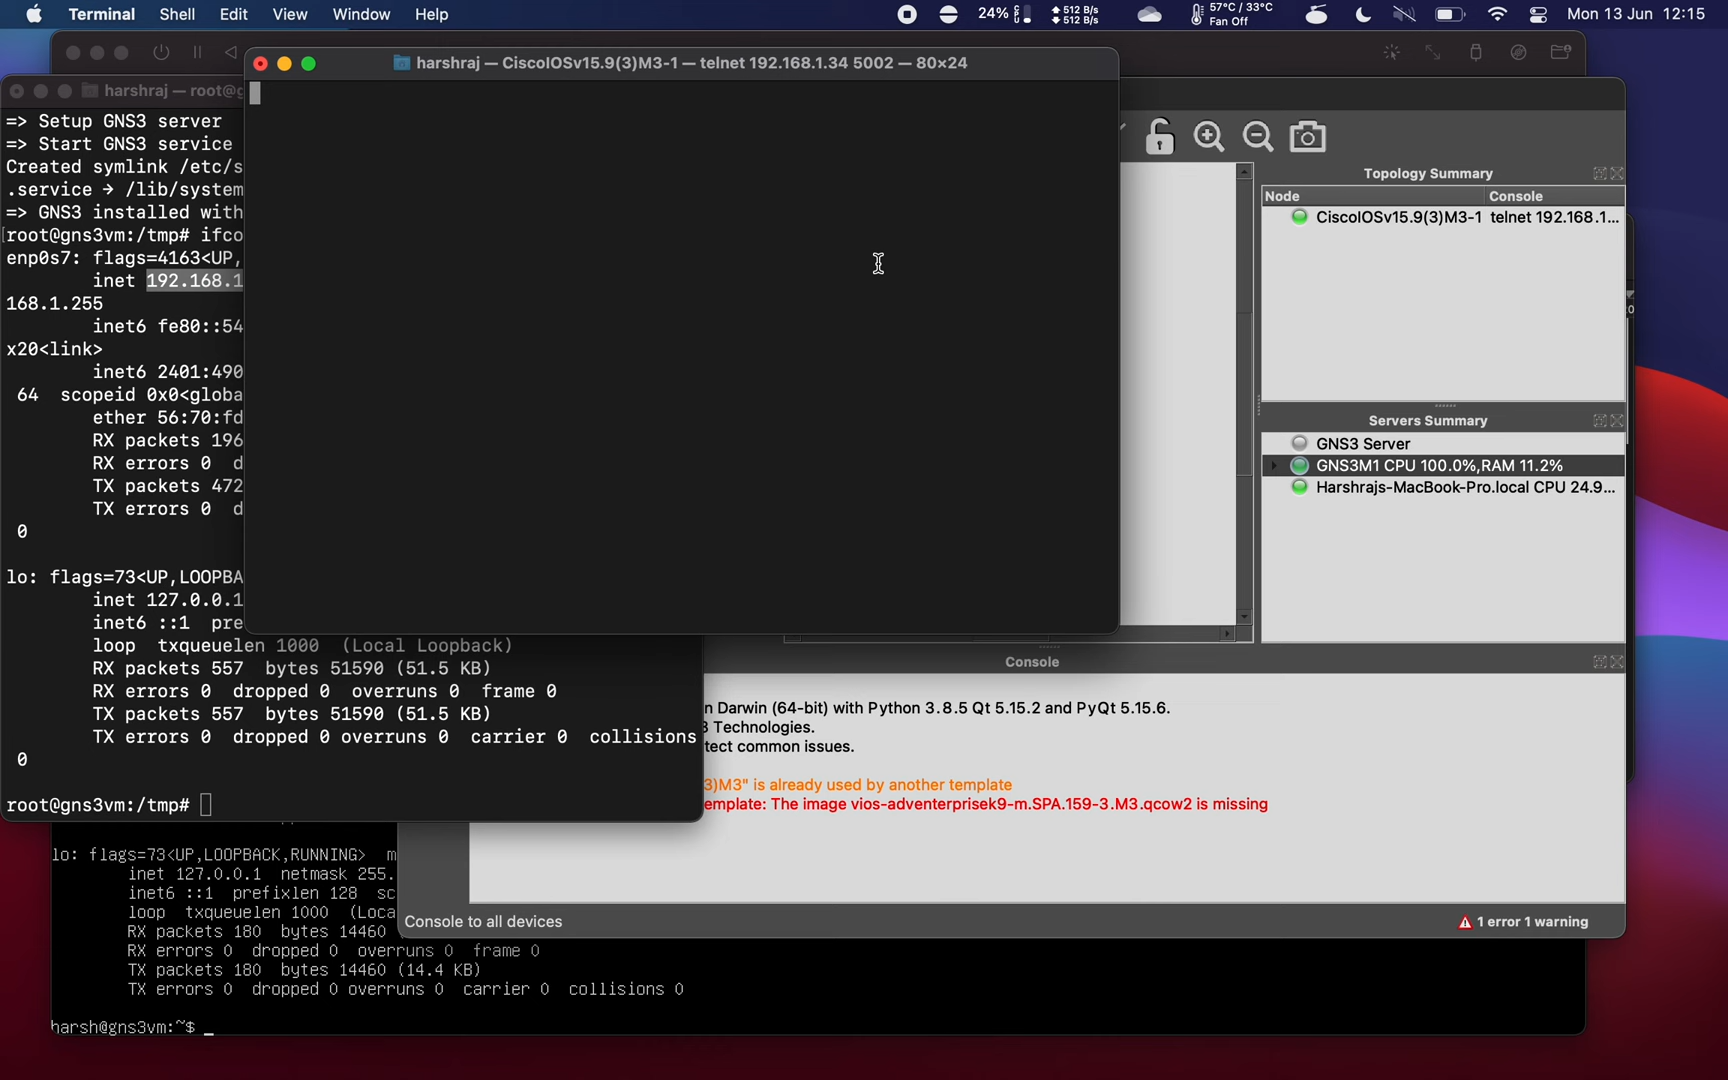 Terminal Shell Edit View Window Help
24% 512 B/s 512 B/s 57°C / 33°C Fan Off Mon 13 Jun 12:15
harshraj — CiscoIOSv15.9(3)M3-1 — telnet 192.168.1.34 5002 — 80×24
harshraj — root@g
=> Setup GNS3 server
=> Start GNS3 service
Created symlink /etc/s
.service → /lib/system
=> GNS3 installed with
[root@gns3vm:/tmp# ifco
enp0s7: flags=4163<UP,
inet 192.168.1
168.1.255
inet6 fe80::54
x20<link>
inet6 2401:490
64 scopeid 0x0<globa
ether 56:70:fd
RX packets 196
RX errors 0 d
TX packets 472
TX errors 0 d
0
lo: flags=73<UP,LOOPBA
inet 127.0.0.1
inet6 ::1 pre
loop txqueuelen 1000 (Local Loopback)
RX packets 557 bytes 51590 (51.5 KB)
RX errors 0 dropped 0 overruns 0 frame 0
TX packets 557 bytes 51590 (51.5 KB)
TX errors 0 dropped 0 overruns 0 carrier 0 collisions
0
root@gns3vm:/tmp#
Topology Summary
Node Console
CiscoIOSv15.9(3)M3-1 telnet 192.168.1...
Servers Summary
GNS3 Server
GNS3M1 CPU 100.0%,RAM 11.2%
Harshrajs-MacBook-Pro.local CPU 24.9...
Console
n Darwin (64-bit) with Python 3.8.5 Qt 5.15.2 and PyQt 5.15.6.
3 Technologies.
tect common issues.
3)M3" is already used by another template
emplate: The image vios-adventerprisek9-m.SPA.159-3.M3.qcow2 is missing
Console to all devices
1 error 1 warning
lo: flags=73<UP,LOOPBACK,RUNNING> m
inet 127.0.0.1 netmask 255.
inet6 ::1 prefixlen 128 sc
loop txqueuelen 1000 (Loca
RX packets 180 bytes 14460
RX errors 0 dropped 0 overruns 0 frame 0
TX packets 180 bytes 14460 (14.4 KB)
TX errors 0 dropped 0 overruns 0 carrier 0 collisions 0
harsh@gns3vm:~$ _